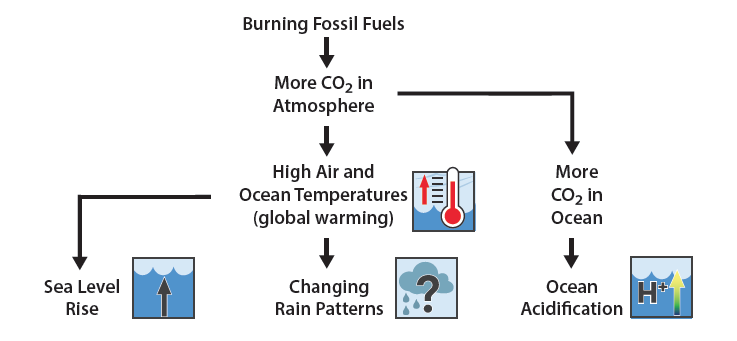 Burning Fossil Fuels
More CO₂ in
Atmosphere
High Air and
Ocean Temperatures
(global warming)
More
CO₂ in
Ocean
Sea Level
Rise
Changing
Rain Patterns
?
Ocean
Acidification
H⁺